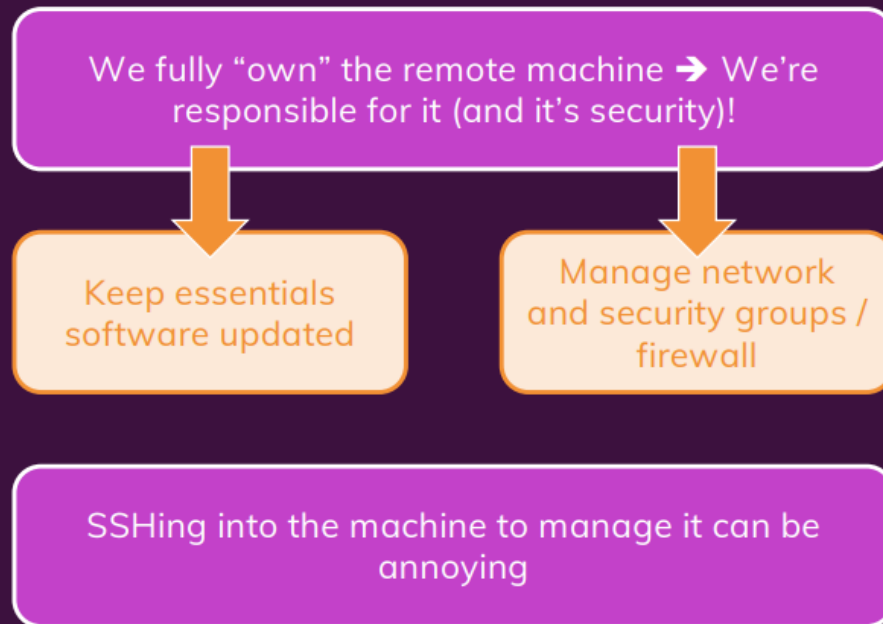 We fully “own” the remote machine ➔ We’re
responsible for it (and it’s security)!
Keep essentials
software updated
Manage network
and security groups /
firewall
SSHing into the machine to manage it can be
annoying